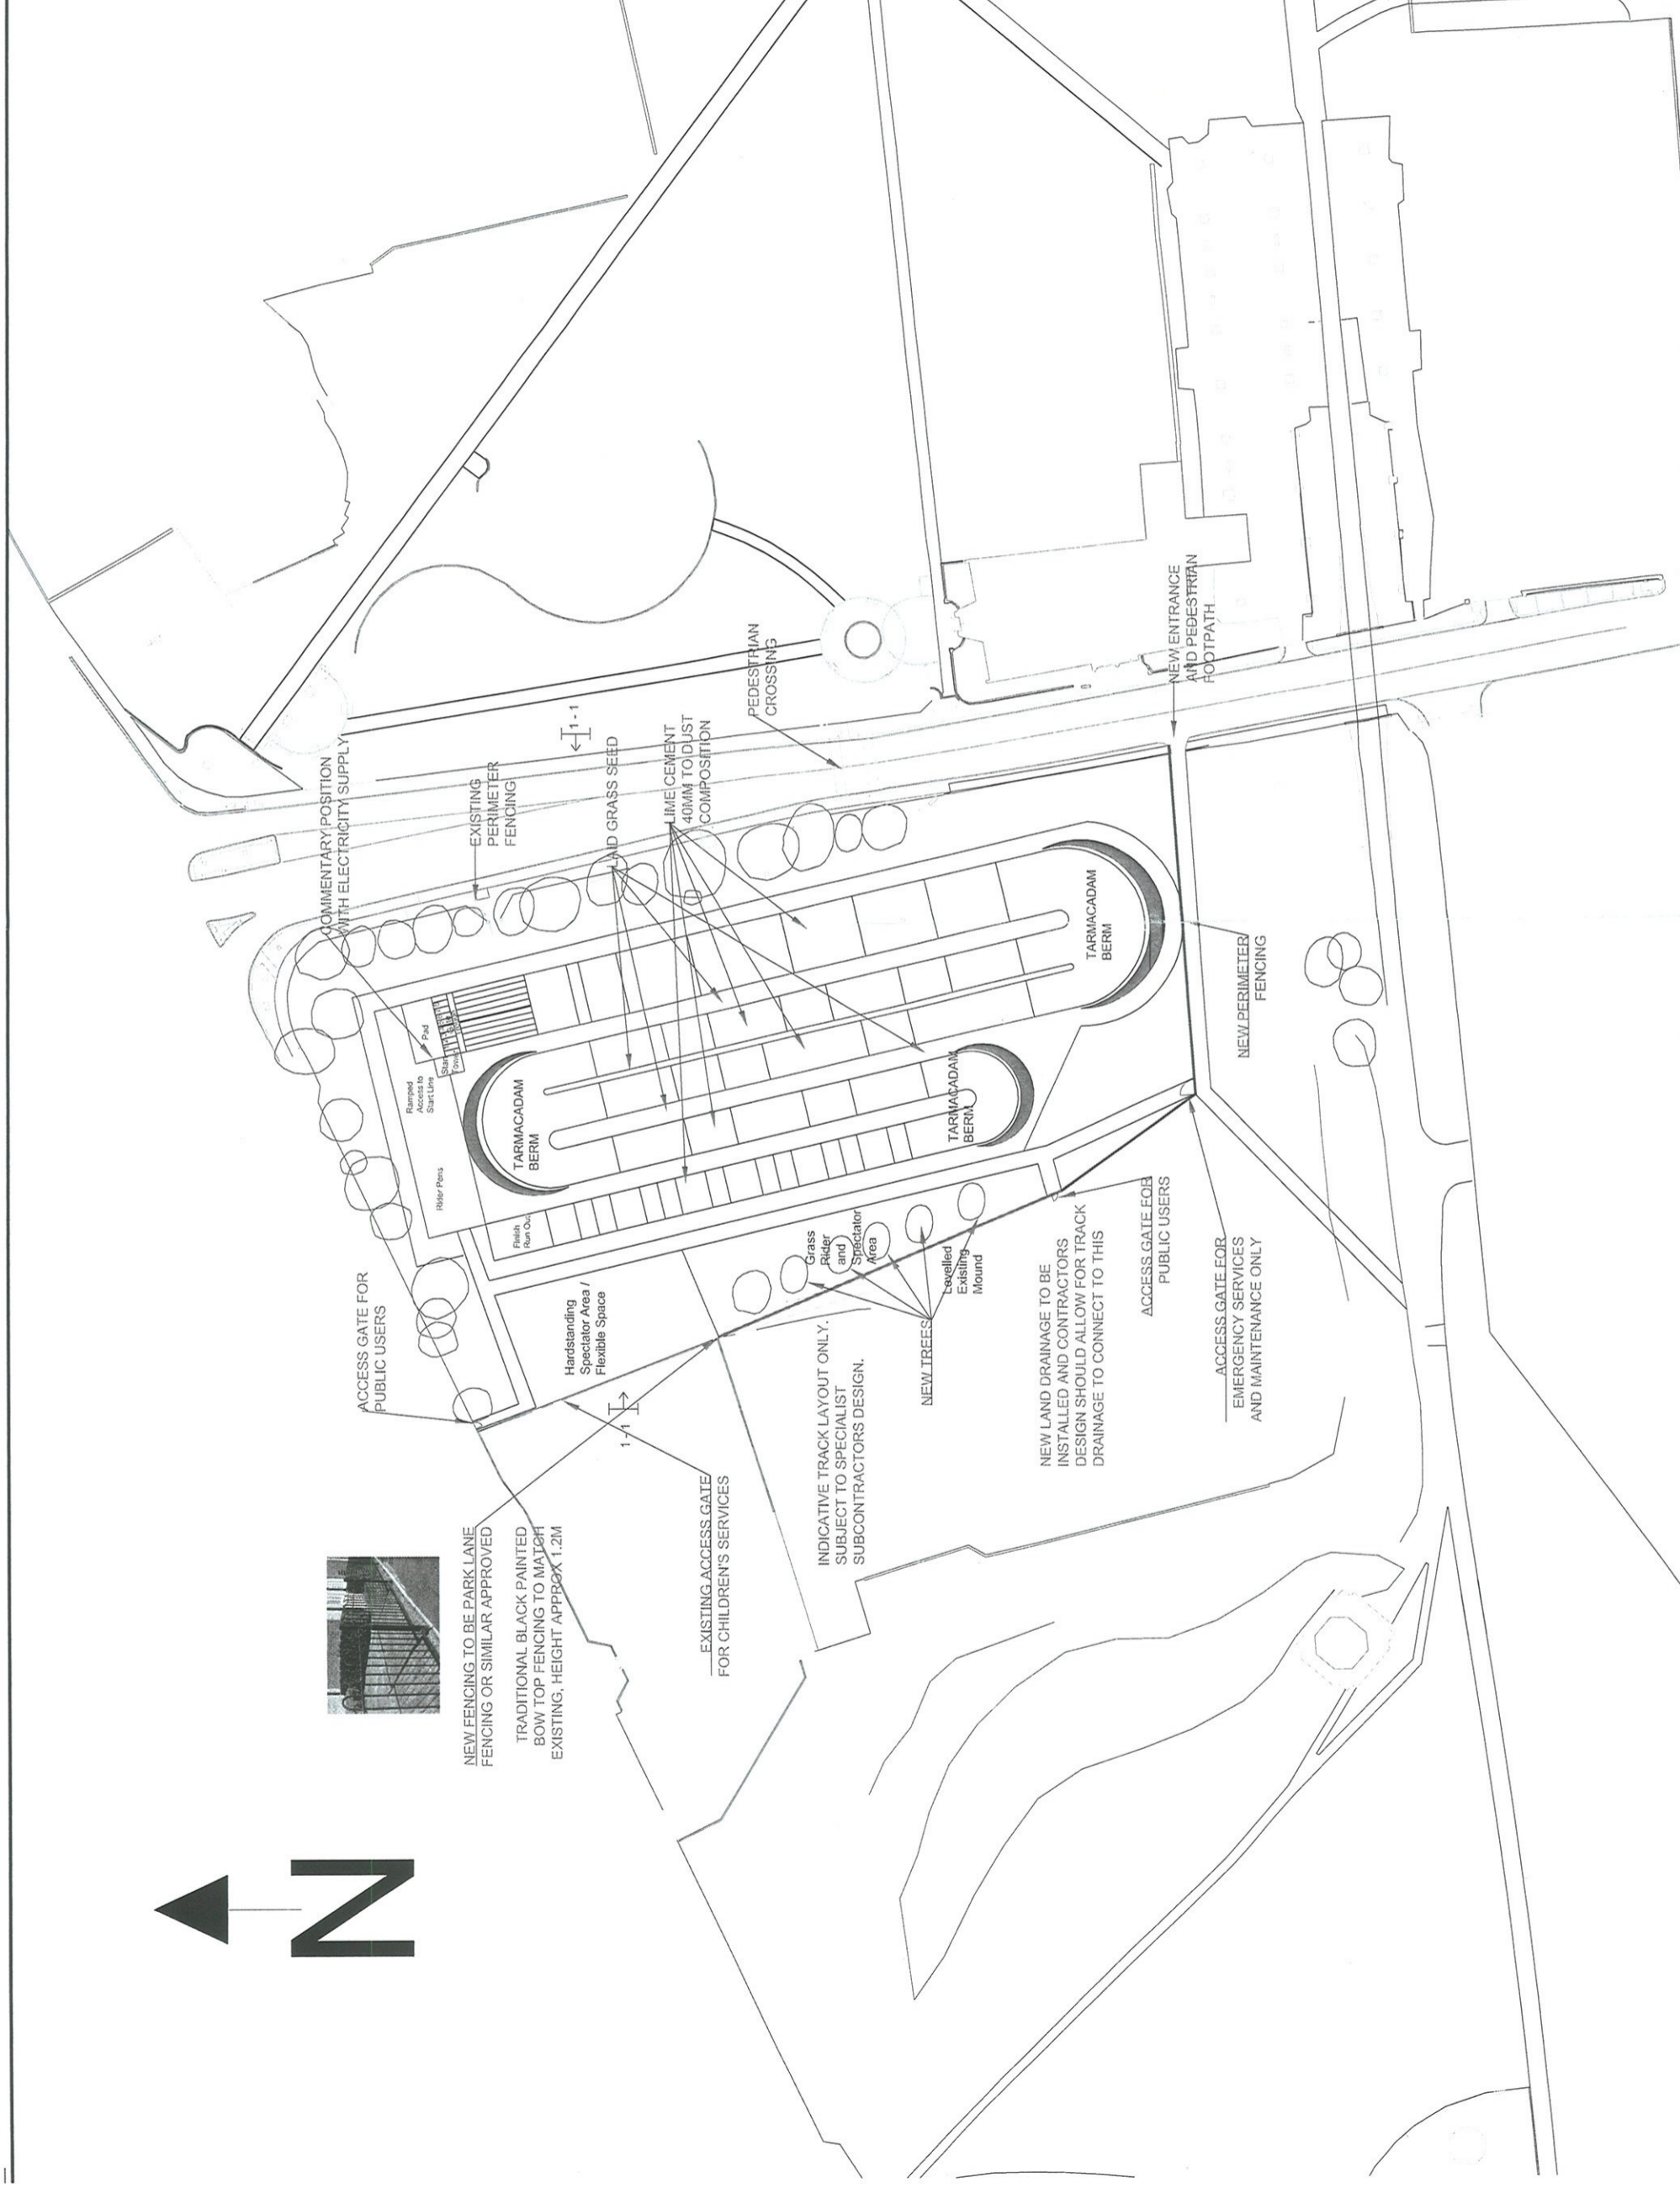 N
NEW FENCING TO BE PARK LANE
FENCING OR SIMILAR APPROVED
TRADITIONAL BLACK PAINTED
BOW TOP FENCING TO MATCH
EXISTING, HEIGHT APPROX 1.2M
EXISTING ACCESS GATE
FOR CHILDREN'S SERVICES
INDICATIVE TRACK LAYOUT ONLY.
SUBJECT TO SPECIALIST
SUBCONTRACTORS DESIGN.
NEW LAND DRAINAGE TO BE
INSTALLED AND CONTRACTORS
DESIGN SHOULD ALLOW FOR TRACK
DRAINAGE TO CONNECT TO THIS
ACCESS GATE FOR
EMERGENCY SERVICES
AND MAINTENANCE ONLY
ACCESS GATE FOR
PUBLIC USERS
1-1
Hardstanding
Spectator Area /
Flexible Space
NEW TREES
ACCESS GATE FOR
PUBLIC USERS
Grass
Rider
and
Spectator
Area
Levelled
Existing
Mound
Finish
Run Out
Rider Pens
Ramped
Access to
Start Line
Pad
Start
Tower
TARMACADAM
BERM
TARMACADAM
BERM
TARMACADAM
BERM
NEW PERIMETER
FENCING
COMMENTARY POSITION
WITH ELECTRICITY SUPPLY
EXISTING
PERIMETER
FENCING
1-1
LAID GRASS SEED
LIME CEMENT
40MM TO DUST
COMPOSITION
PEDESTRIAN
CROSSING
NEW ENTRANCE
AND PEDESTRIAN
FOOTPATH